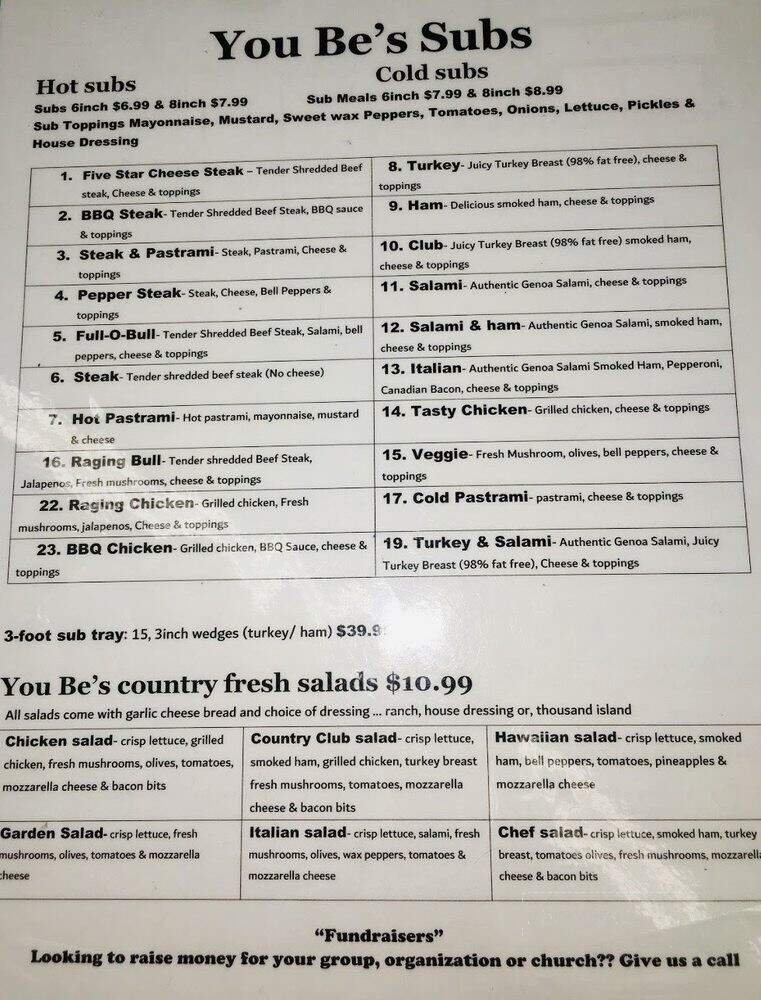 You Be's Subs
Hot subs
Cold subs
Subs 6inch $6.99 & 8inch $7.99
Sub Meals 6inch $7.99 & 8inch $8.99
Sub Toppings Mayonnaise, Mustard, Sweet wax Peppers, Tomatoes, Onions, Lettuce, Pickles &
House Dressing
1. Five Star Cheese Steak – Tender Shredded Beef
steak, Cheese & toppings
2. BBQ Steak- Tender Shredded Beef Steak, BBQ sauce
& toppings
3. Steak & Pastrami- Steak, Pastrami, Cheese &
toppings
4. Pepper Steak- Steak, Cheese, Bell Peppers &
toppings
5. Full-O-Bull- Tender Shredded Beef Steak, Salami, bell
peppers, cheese & toppings
6. Steak- Tender shredded beef steak (No cheese)
7. Hot Pastrami- Hot pastrami, mayonnaise, mustard
& cheese
16. Raging Bull- Tender shredded Beef Steak,
Jalapenos, Fresh mushrooms, cheese & toppings
22. Raging Chicken- Grilled chicken, Fresh
mushrooms, jalapenos, Cheese & toppings
23. BBQ Chicken- Grilled chicken, BBQ Sauce, cheese &
toppings
8. Turkey- Juicy Turkey Breast (98% fat free), cheese &
toppings
9. Ham- Delicious smoked ham, cheese & toppings
10. Club- Juicy Turkey Breast (98% fat free) smoked ham,
cheese & toppings
11. Salami- Authentic Genoa Salami, cheese & toppings
12. Salami & ham- Authentic Genoa Salami, smoked ham,
cheese & toppings
13. Italian- Authentic Genoa Salami Smoked Ham, Pepperoni,
Canadian Bacon, cheese & toppings
14. Tasty Chicken- Grilled chicken, cheese & toppings
15. Veggie- Fresh Mushroom, olives, bell peppers, cheese &
toppings
17. Cold Pastrami- pastrami, cheese & toppings
19. Turkey & Salami- Authentic Genoa Salami, Juicy
Turkey Breast (98% fat free), Cheese & toppings
3-foot sub tray: 15, 3inch wedges (turkey/ ham)
You Be's country fresh salads $10.99
All salads come with garlic cheese bread and choice of dressing ... ranch, house dressing or, thousand island
Chicken salad- crisp lettuce, grilled
chicken, fresh mushrooms, olives, tomatoes,
mozzarella cheese & bacon bits
Country Club salad- crisp lettuce,
smoked ham, grilled chicken, turkey breast
fresh mushrooms, tomatoes, mozzarella
cheese & bacon bits
Hawaiian salad- crisp lettuce, smoked
ham, bell peppers, tomatoes, pineapples &
mozzarella cheese
Garden Salad- crisp lettuce, fresh
mushrooms, olives, tomatoes & mozzarella
cheese
Italian salad- crisp lettuce, salami, fresh
mushrooms, olives, wax peppers, tomatoes &
mozzarella cheese
Chef salad- crisp lettuce, smoked ham, turkey
breast, tomatoes olives, fresh mushrooms, mozzarella
cheese & bacon bits
“Fundraisers”
Looking to raise money for your group, organization or church?? Give us a call